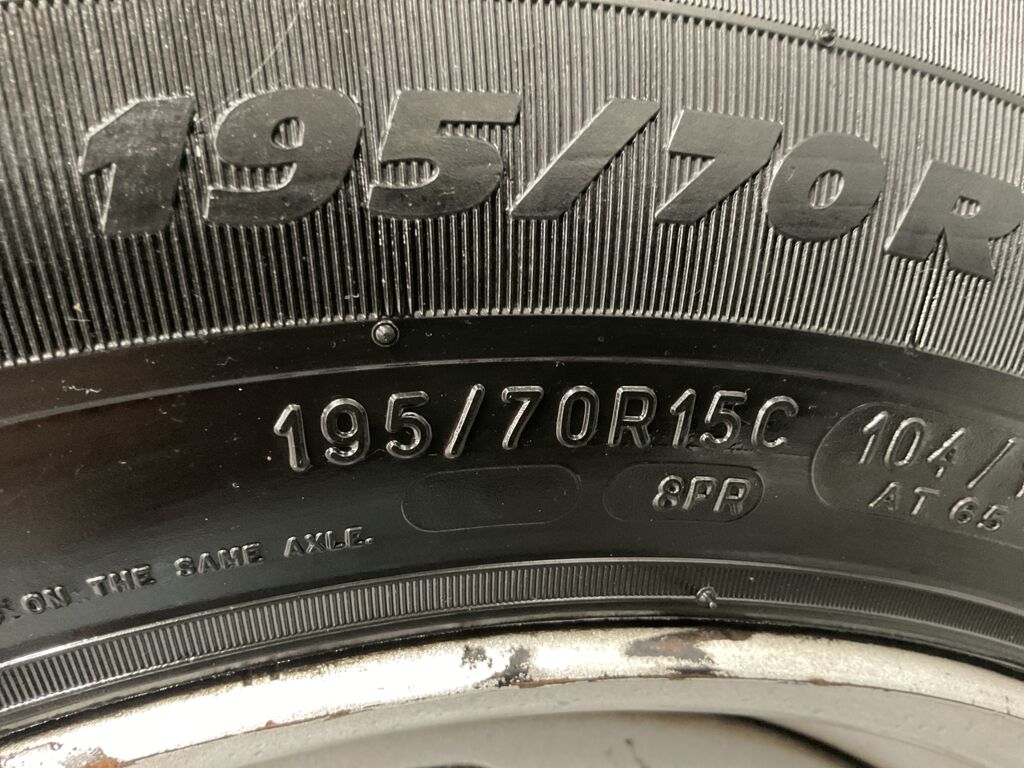 195/70R
195/70R15C 104/
8PR AT 65
ON THE SAME AXLE.